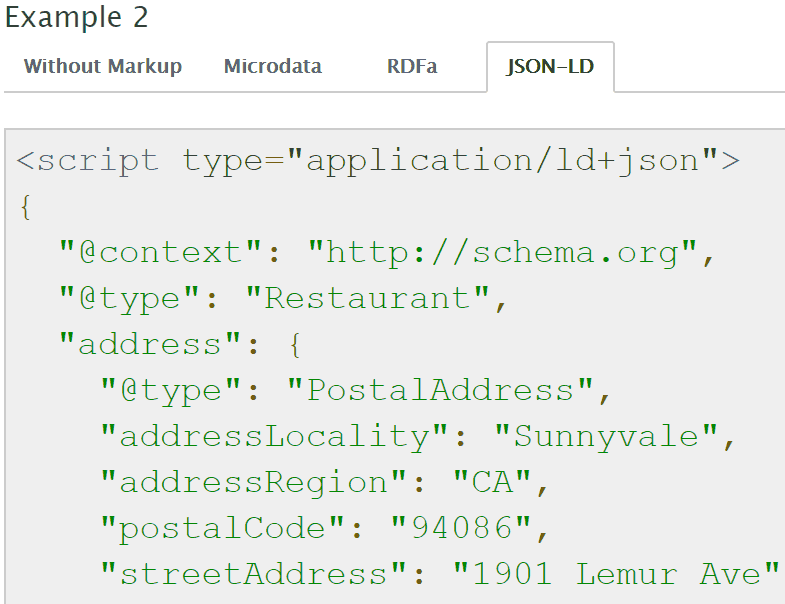 Example 2
Without Markup Microdata RDFa JSON-LD
<script type="application/ld+json">
{
"@context": "http://schema.org",
"@type": "Restaurant",
"address": {
"@type": "PostalAddress",
"addressLocality": "Sunnyvale",
"addressRegion": "CA",
"postalCode": "94086",
"streetAddress": "1901 Lemur Ave"